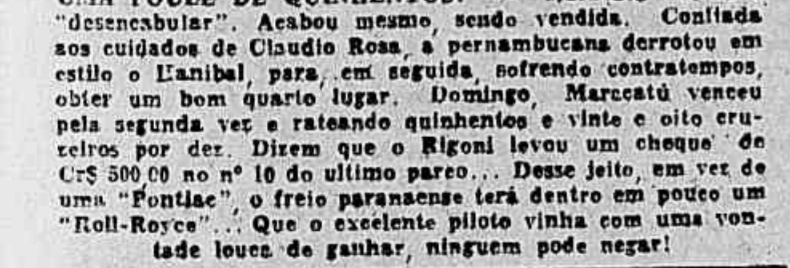 "desencabular". Acabou mesmo, sendo vendida. Confiada
aos cuidados de Claudio Rosa, a pernambucana derrotou em
estilo o Hanibal, para, em seguida, sofrendo contratempos,
obter um bom quarto lugar. Domingo, Marccatú venceu
pela segunda vez e rateando quinhentos e vinte e oito cru-
zeiros por dez. Dizem que o Rigoni levou um cheque de
Cr$ 500 00 no nº 10 do ultimo pareo... Desse jeito, em vez de
uma "Pontiac", o freio paranaense terá dentro em pouco um
"Roll-Royce"... Que o excelente piloto vinha com uma von-
tade louca de ganhar, ninguem pode negar!